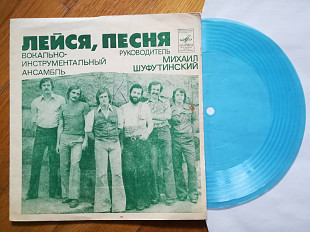 ЛЕЙСЯ, ПЕСНЯ
ВОКАЛЬНО-
ИНСТРУМЕНТАЛЬНЫЙ
АНСАМБЛЬ
РУКОВОДИТЕЛЬ
МИХАИЛ
ШУФУТИНСКИЙ